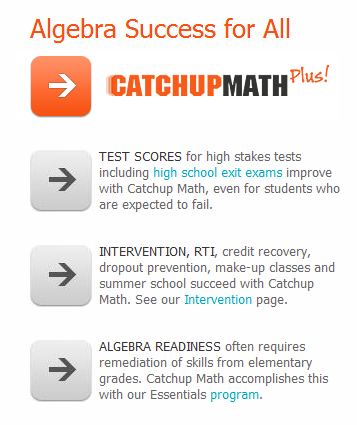 Algebra Success for All
CATCHUPMATH Plus!
TEST SCORES for high stakes tests
including high school exit exams improve
with Catchup Math, even for students who
are expected to fail.
INTERVENTION, RTI, credit recovery,
dropout prevention, make-up classes and
summer school succeed with Catchup
Math. See our Intervention page.
ALGEBRA READINESS often requires
remediation of skills from elementary
grades. Catchup Math accomplishes this
with our Essentials program.